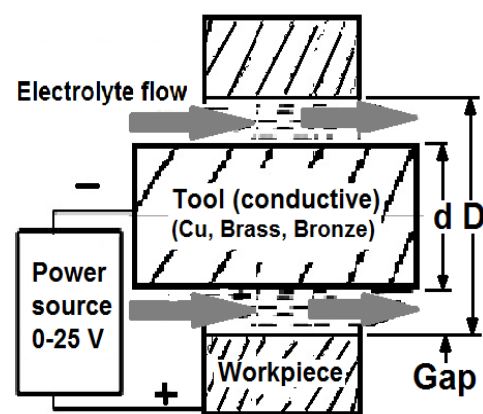 Electrolyte flow
−
Tool (conductive)
(Cu, Brass, Bronze)
d D
Power
source
0-25 V
+
Workpiece
Gap